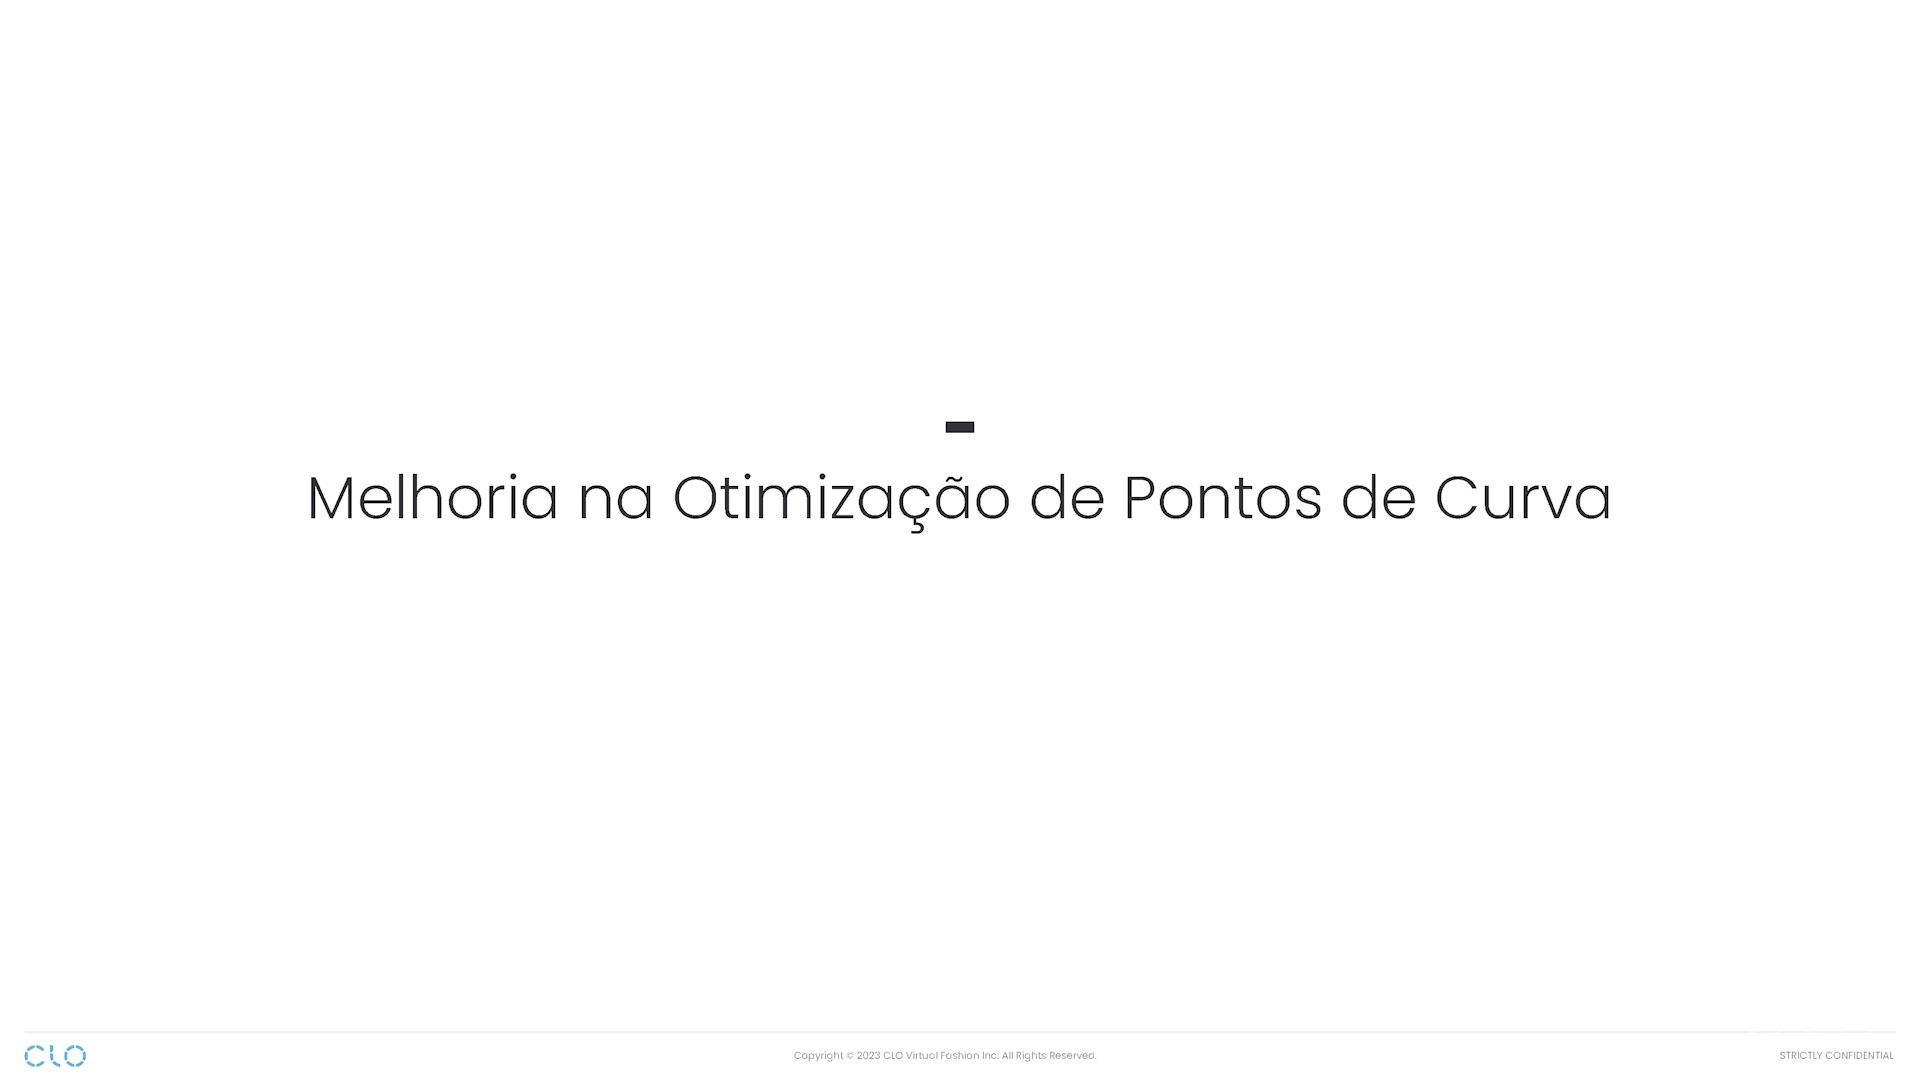 Melhoria na Otimização de Pontos de Curva
CLO
Copyright © 2023 CLO Virtual Fashion Inc. All Rights Reserved.
STRICTLY CONFIDENTIAL